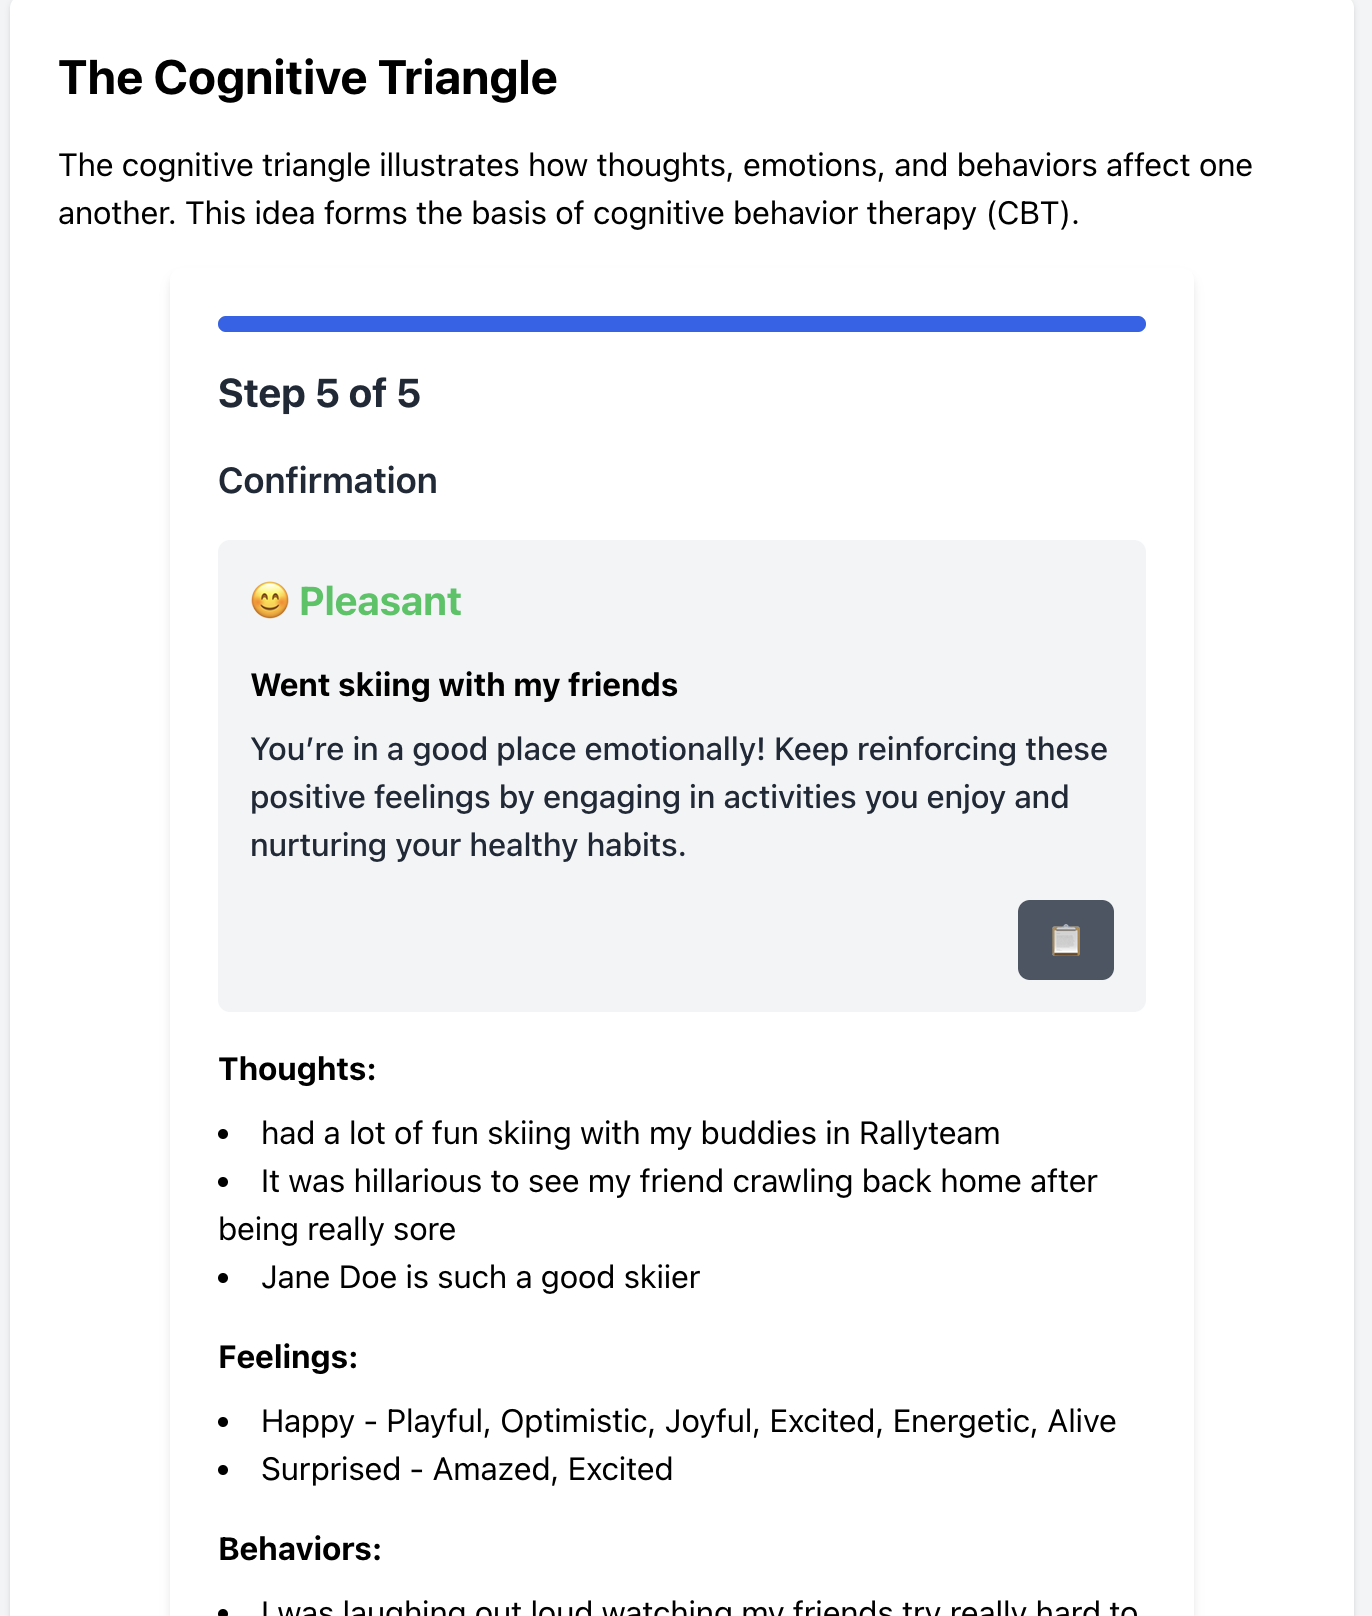 The Cognitive Triangle
The cognitive triangle illustrates how thoughts, emotions, and behaviors affect one
another. This idea forms the basis of cognitive behavior therapy (CBT).
Step 5 of 5
Confirmation
😊 Pleasant
Went skiing with my friends
You’re in a good place emotionally! Keep reinforcing these
positive feelings by engaging in activities you enjoy and
nurturing your healthy habits.
Thoughts:
• had a lot of fun skiing with my buddies in Rallyteam
• It was hillarious to see my friend crawling back home after
being really sore
• Jane Doe is such a good skiier
Feelings:
• Happy - Playful, Optimistic, Joyful, Excited, Energetic, Alive
• Surprised - Amazed, Excited
Behaviors:
• I was laughing out loud watching my friends try really hard to